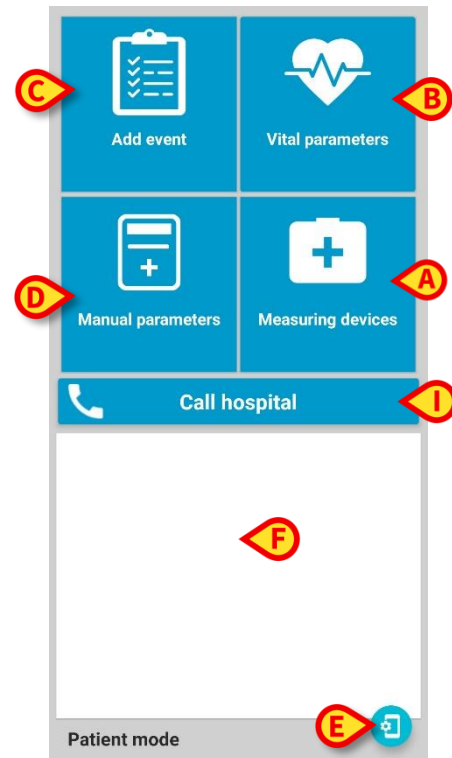 C
B
Add event
Vital parameters
D
A
Manual parameters
Measuring devices
Call hospital
I
F
E
Patient mode